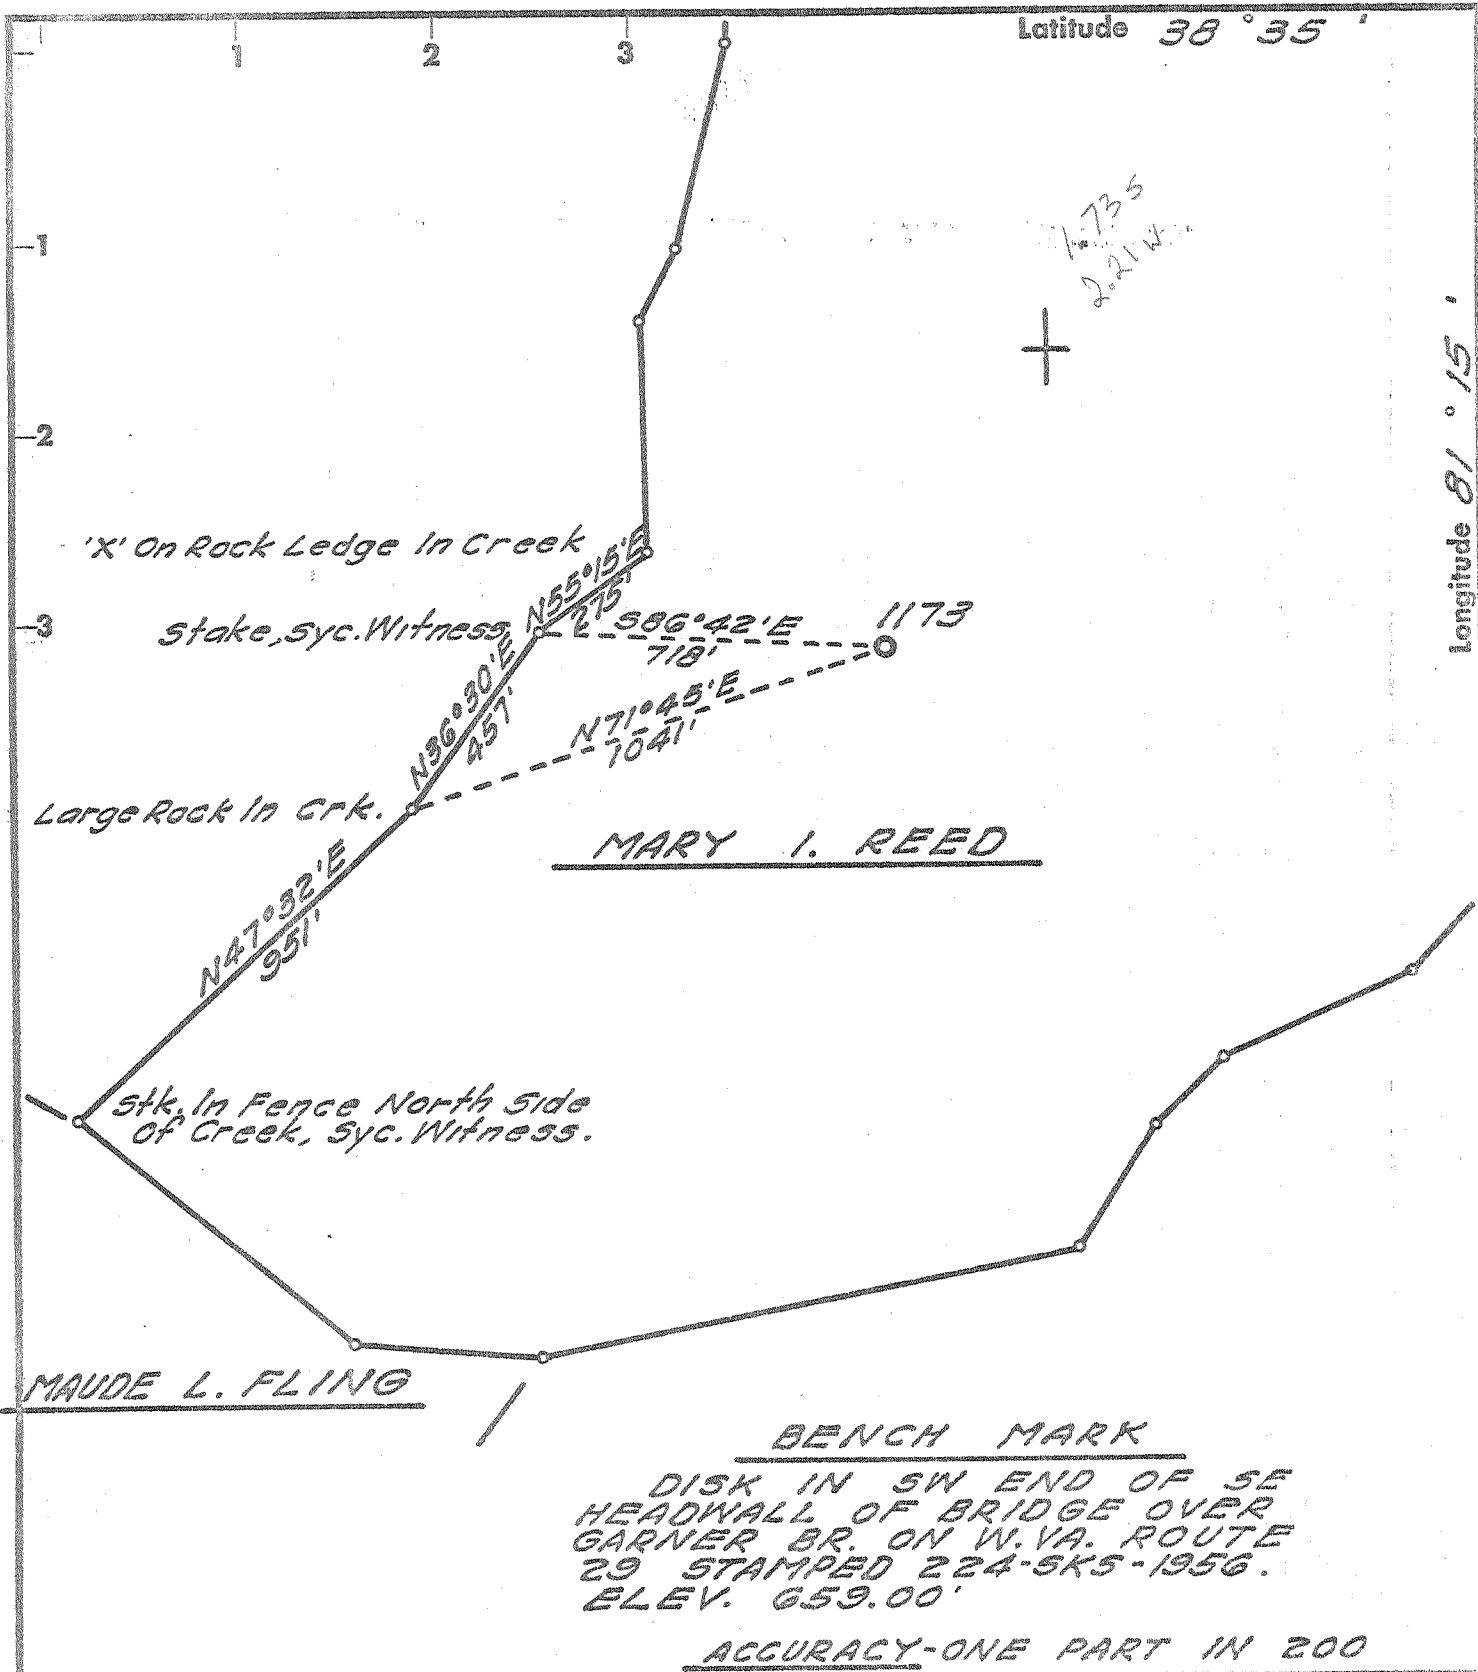 Latitude 38 ° 35 '
1
2
3
1
2
3
1.73 S
2.21 W.
Longitude 81 ° 15 '
'X' On Rock Ledge In Creek
N55°15'E
275'
Stake, Syc. Witness
S86°42'E
718'
1173
N36°30'E
457'
N71°45'E
1041'
Large Rock In Crk.
MARY I. REED
N47°32'E
951'
Stk. In Fence North Side
of Creek, Syc. Witness.
MAUDE L. FLING
BENCH MARK
DISK IN SW END OF SE
HEADWALL OF BRIDGE OVER
GARNER BR. ON W.VA. ROUTE
29 STAMPED 224-SKS-1956.
ELEV. 659.00'
ACCURACY-ONE PART IN 200